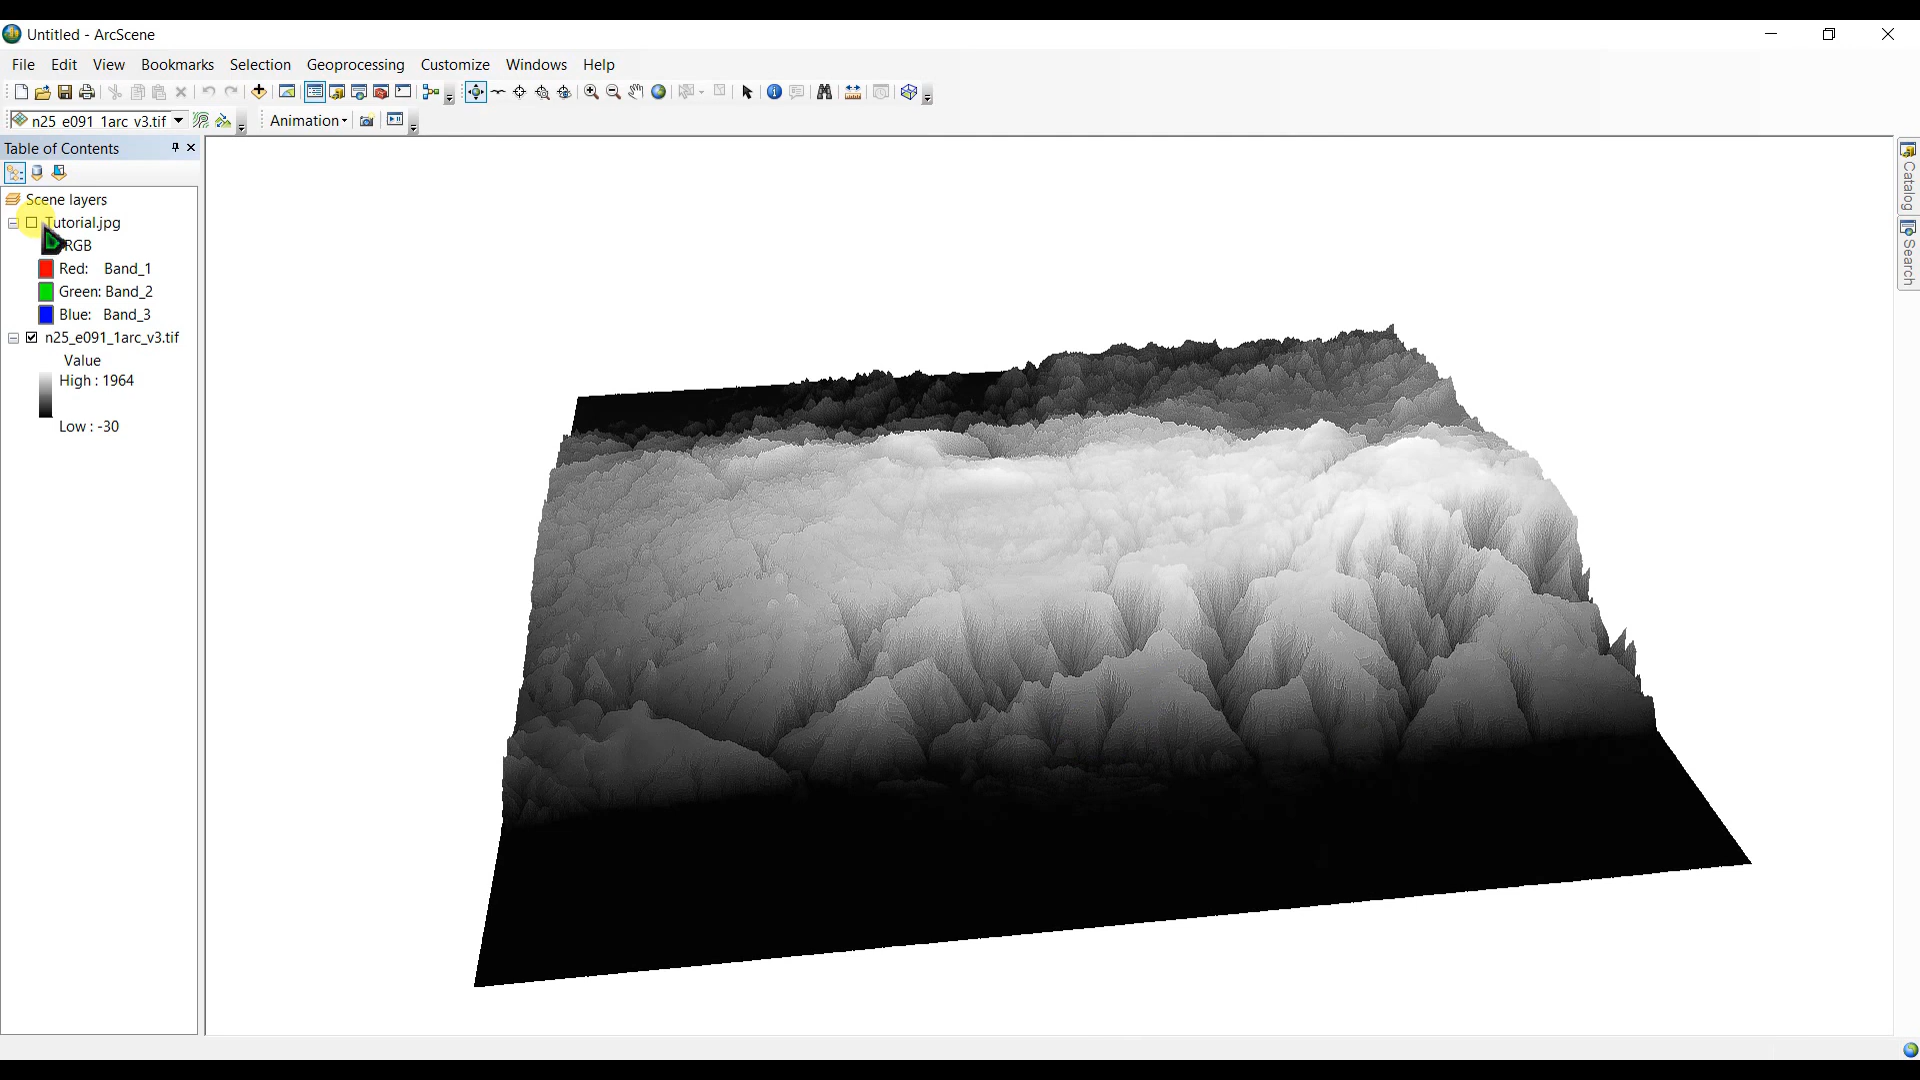 Untitled - ArcScene
File Edit View Bookmarks Selection Geoprocessing Customize Windows Help
n25_e091_1arc_v3.tif Animation
Table of Contents
Catalog
Search
Scene layers
Tutorial.jpg
RGB
Red: Band_1
Green: Band_2
Blue: Band_3
n25_e091_1arc_v3.tif
Value
High : 1964
Low : -30